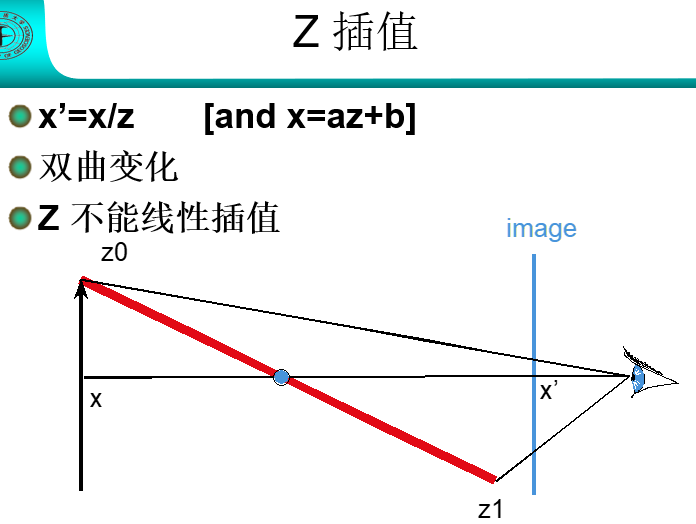 Z 插值
x’=x/z [and x=az+b]
双曲变化
Z 不能线性插值
image
z0
x
x’
z1